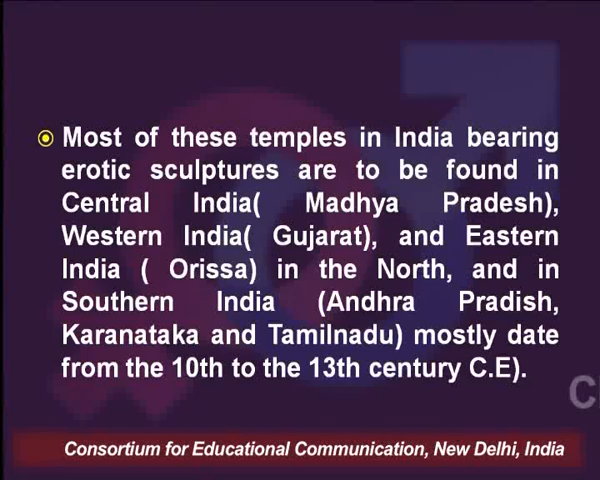 Most of these temples in India bearing
erotic sculptures are to be found in
Central India( Madhya Pradesh),
Western India( Gujarat), and Eastern
India ( Orissa) in the North, and in
Southern India (Andhra Pradish,
Karanataka and Tamilnadu) mostly date
from the 10th to the 13th century C.E).
Consortium for Educational Communication, New Delhi, India